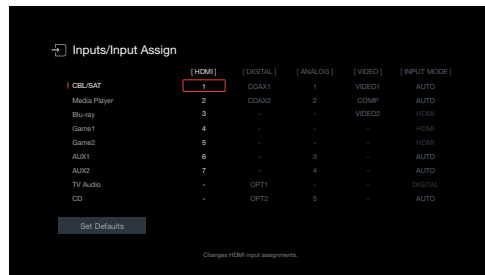 Inputs/Input Assign
[ HDMI ] [ DIGITAL ] [ ANALOG ] [ VIDEO ] [ INPUT MODE ]
CBL/SAT 1 COAX1 1 VIDEO1 AUTO
Media Player 2 COAX2 2 COMP AUTO
Blu-ray 3 - - VIDEO2 HDMI
Game1 4 - - - HDMI
Game2 5 - - - HDMI
AUX1 6 - 3 - AUTO
AUX2 7 - 4 - AUTO
TV Audio - OPT1 - - DIGITAL
CD - OPT2 5 - AUTO
Set Defaults
Changes HDMI input assignments.